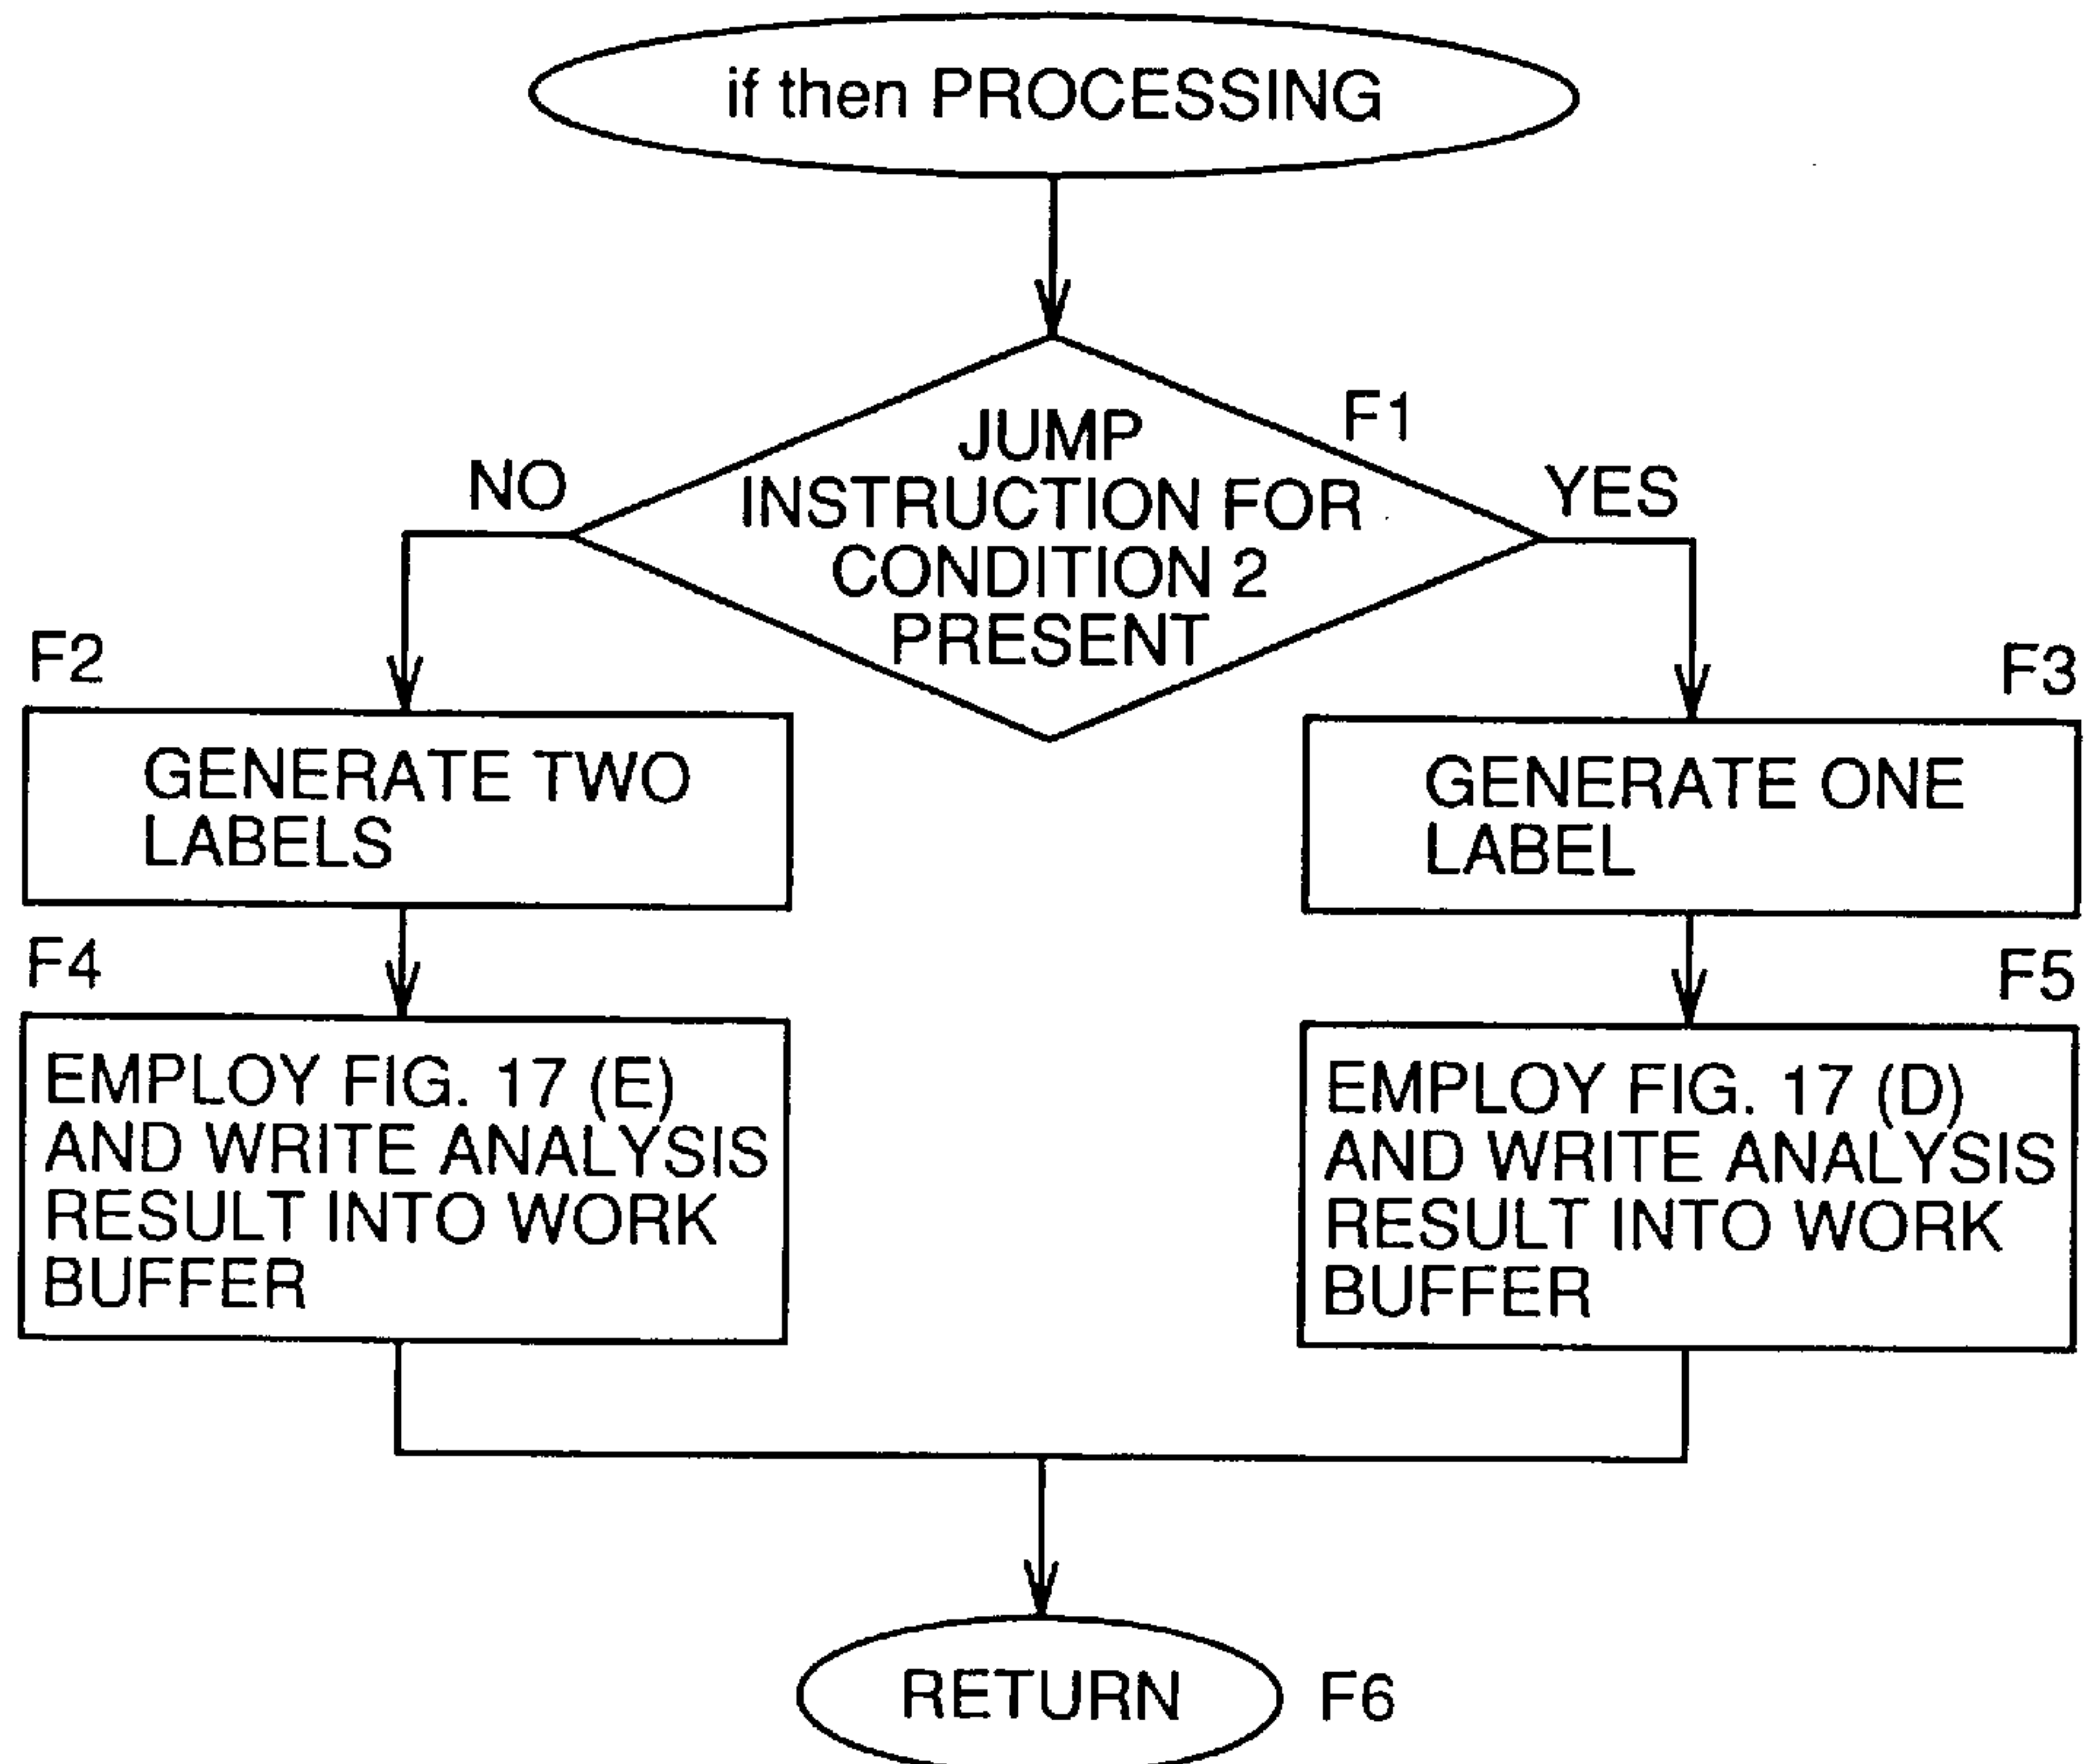 if then PROCESSING
F1
JUMP
INSTRUCTION FOR
CONDITION 2
PRESENT
NO
YES
F2
GENERATE TWO
LABELS
F3
GENERATE ONE
LABEL
F4
EMPLOY FIG. 17 (E)
AND WRITE ANALYSIS
RESULT INTO WORK
BUFFER
F5
EMPLOY FIG. 17 (D)
AND WRITE ANALYSIS
RESULT INTO WORK
BUFFER
RETURN
F6